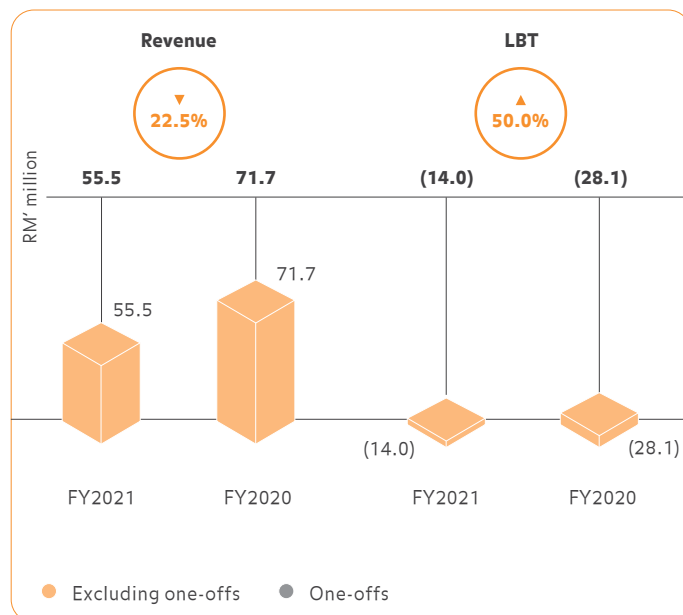 Revenue LBT
▼ ▲
22.5% 50.0%
RM' million
55.5 71.7 (14.0) (28.1)
71.7
55.5
(14.0) (28.1)
FY2021 FY2020 FY2021 FY2020
Excluding one-offs One-offs